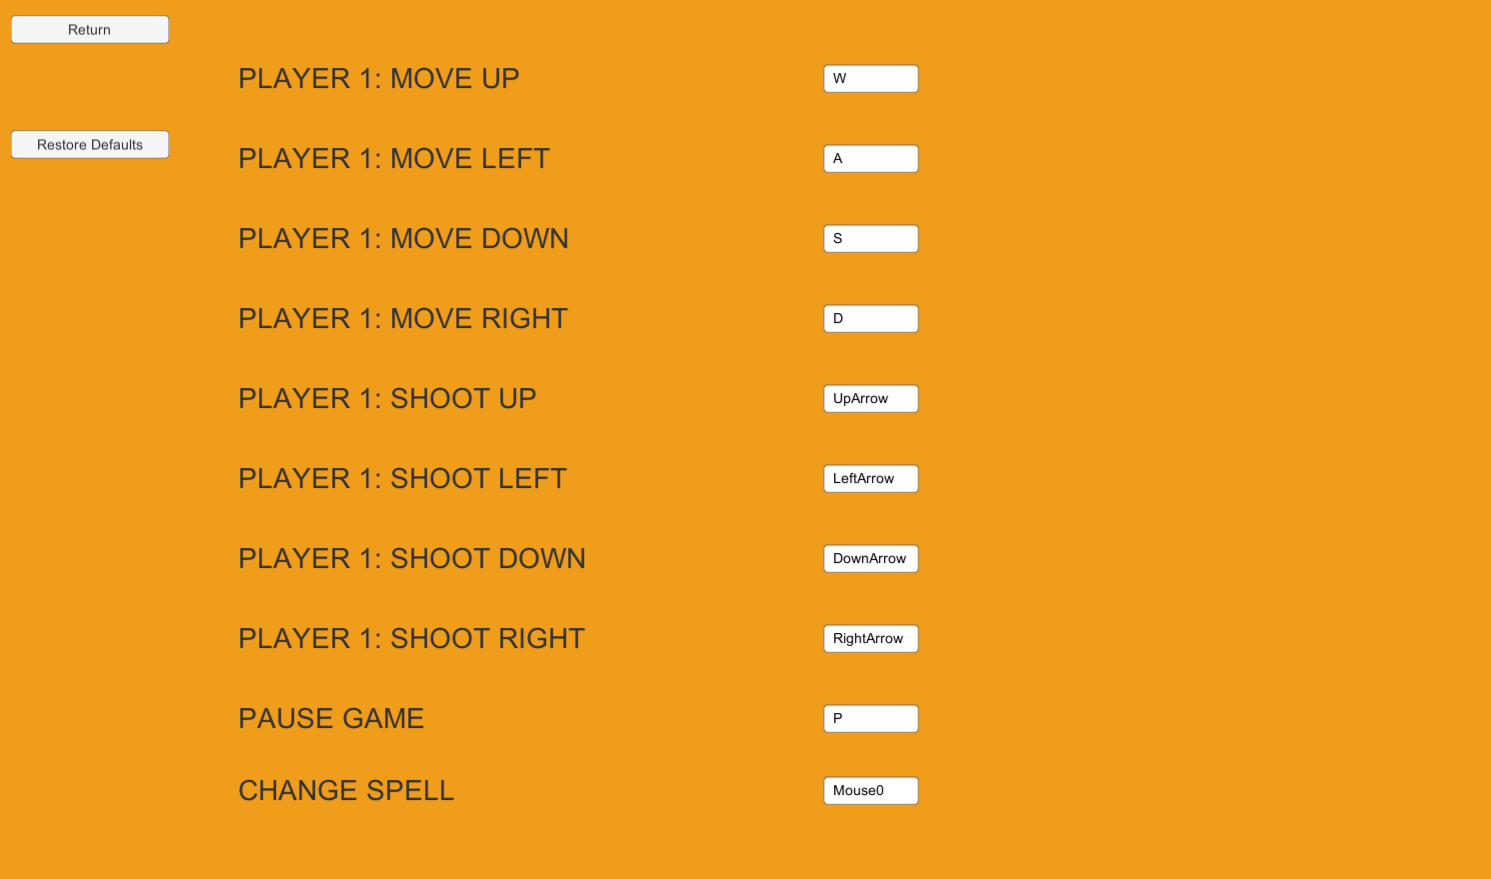 Return
PLAYER 1: MOVE UP W
Restore Defaults
PLAYER 1: MOVE LEFT A
PLAYER 1: MOVE DOWN S
PLAYER 1: MOVE RIGHT D
PLAYER 1: SHOOT UP UpArrow
PLAYER 1: SHOOT LEFT LeftArrow
PLAYER 1: SHOOT DOWN DownArrow
PLAYER 1: SHOOT RIGHT RightArrow
PAUSE GAME P
CHANGE SPELL Mouse0